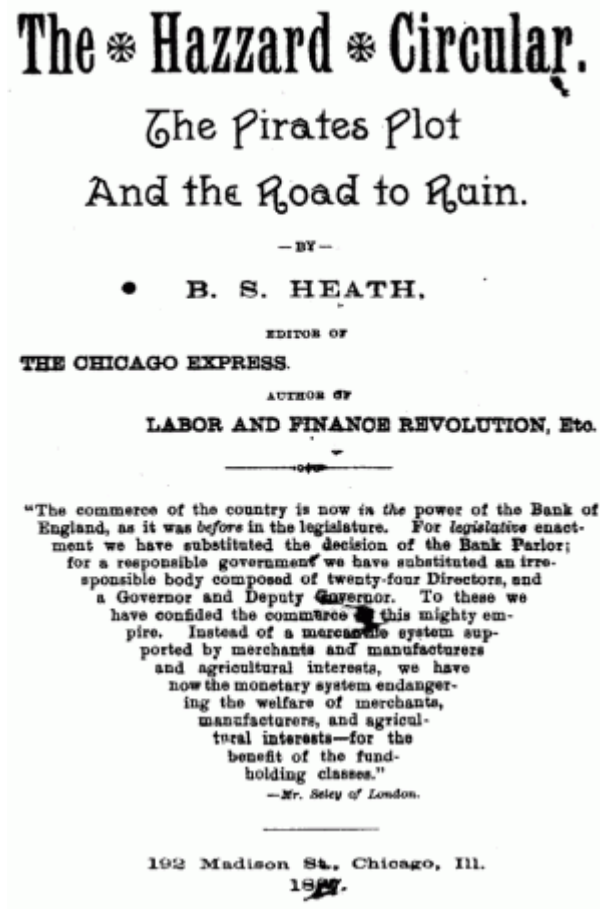 The Hazzard Circular.
The Pirates Plot
And the Road to Ruin.
—BY—
B. S. HEATH,
EDITOR OF
THE CHICAGO EXPRESS.
AUTHOR OF
LABOR AND FINANCE REVOLUTION, Etc.
"The commerce of the country is now in the power of the Bank of
England, as it was before in the legislature. For legislative enact-
ment we have substituted the decision of the Bank Parlor;
for a responsible government we have substituted an irre-
sponsible body composed of twenty-four Directors, and
a Governor and Deputy Governor. To these we
have confided the commerce this mighty em-
pire. Instead of a mercantile system sup-
ported by merchants and manufacturers
and agricultural interests, we have
now the monetary system endanger-
ing the welfare of merchants,
manufacturers, and agricul-
tural interests—for the
benefit of the fund-
holding classes."
—Mr. Seley of London.
192 Madison St., Chicago, Ill.